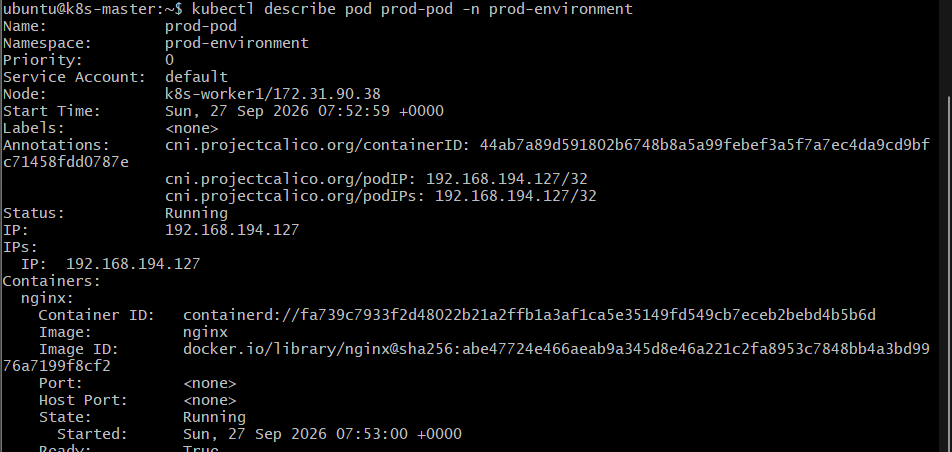 ubuntu@k8s-master:~$ kubectl describe pod prod-pod -n prod-environment
Name:             prod-pod
Namespace:        prod-environment
Priority:         0
Service Account:  default
Node:             k8s-worker1/172.31.90.38
Start Time:       Sun, 27 Sep 2026 07:52:59 +0000
Labels:           <none>
Annotations:      cni.projectcalico.org/containerID: 44ab7a89d591802b6748b8a5a99febef3a5f7a7ec4da9cd9bf
c71458fdd0787e
                  cni.projectcalico.org/podIP: 192.168.194.127/32
                  cni.projectcalico.org/podIPs: 192.168.194.127/32
Status:           Running
IP:               192.168.194.127
IPs:
  IP:  192.168.194.127
Containers:
  nginx:
    Container ID:   containerd://fa739c7933f2d48022b21a2ffb1a3af1ca5e35149fd549cb7eceb2bebd4b5b6d
    Image:          nginx
    Image ID:       docker.io/library/nginx@sha256:abe47724e466aeab9a345d8e46a221c2fa8953c7848bb4a3bd99
76a7199f8cf2
    Port:           <none>
    Host Port:      <none>
    State:          Running
      Started:      Sun, 27 Sep 2026 07:53:00 +0000
    Ready:          True